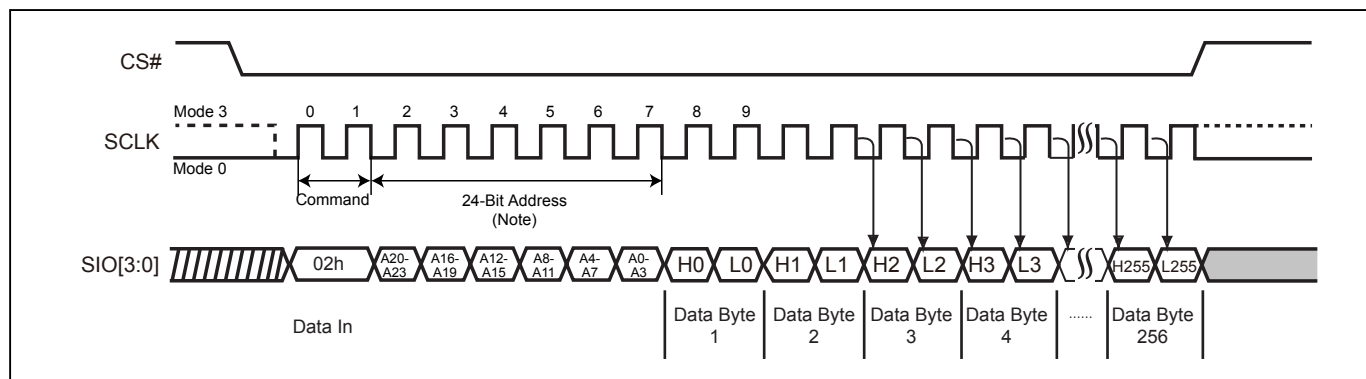 CS#
Mode 3
0 1 2 3 4 5 6 7 8 9
SCLK
Mode 0
Command
24-Bit Address
(Note)
SIO[3:0]
02h
A20-
A23
A16-
A19
A12-
A15
A8-
A11
A4-
A7
A0-
A3
H0 L0 H1 L1 H2 L2 H3 L3 H255 L255
Data In
Data Byte
1
Data Byte
2
Data Byte
3
Data Byte
4
......
Data Byte
256